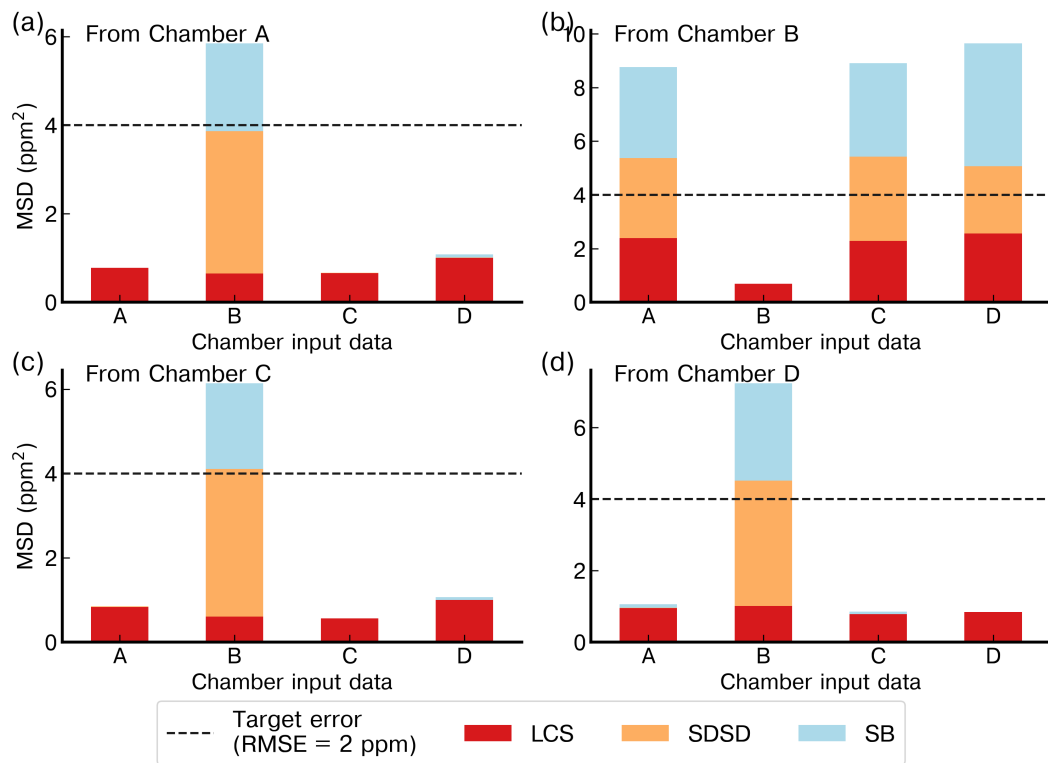 (a)
From Chamber A
MSD (ppm²)
6
4
2
0
A B C D
Chamber input data
(b)
From Chamber B
10
8
6
4
2
0
A B C D
Chamber input data
(c)
From Chamber C
MSD (ppm²)
6
4
2
0
A B C D
Chamber input data
(d)
From Chamber D
6
4
2
0
A B C D
Chamber input data
Target error
(RMSE = 2 ppm)
LCS
SDSD
SB